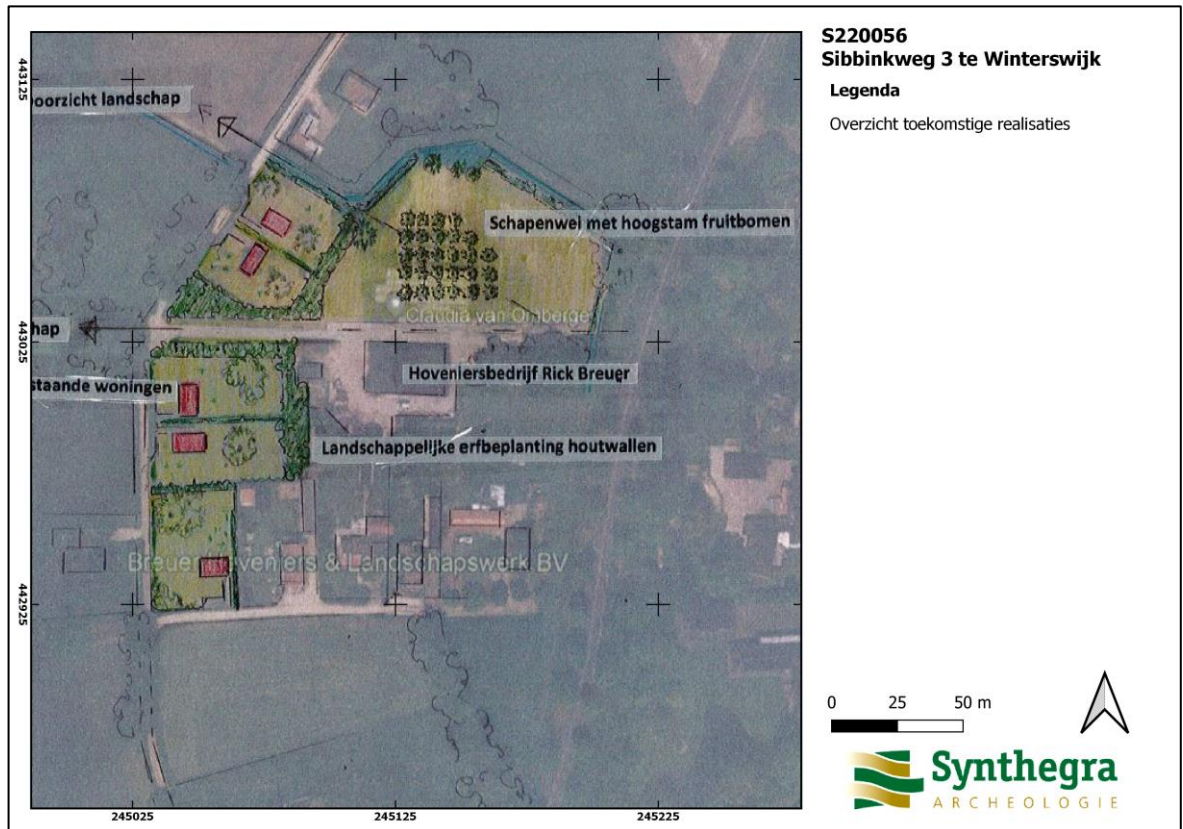 S220056
Sibbinkweg 3 te Winterswijk
Legenda
Overzicht toekomstige realisaties
443125
443025
442925
oorzicht landschap
Schapenwei met hoogstam fruitbomen
Claudia van Omberge
hap
Hoveniersbedrijf Rick Breuer
staande woningen
Landschappelijke erfbeplanting houtwallen
Breuer veniers & Landschapswerk BV
245025
245125
245225
0 25 50 m
Synthegra
ARCHEOLOGIE